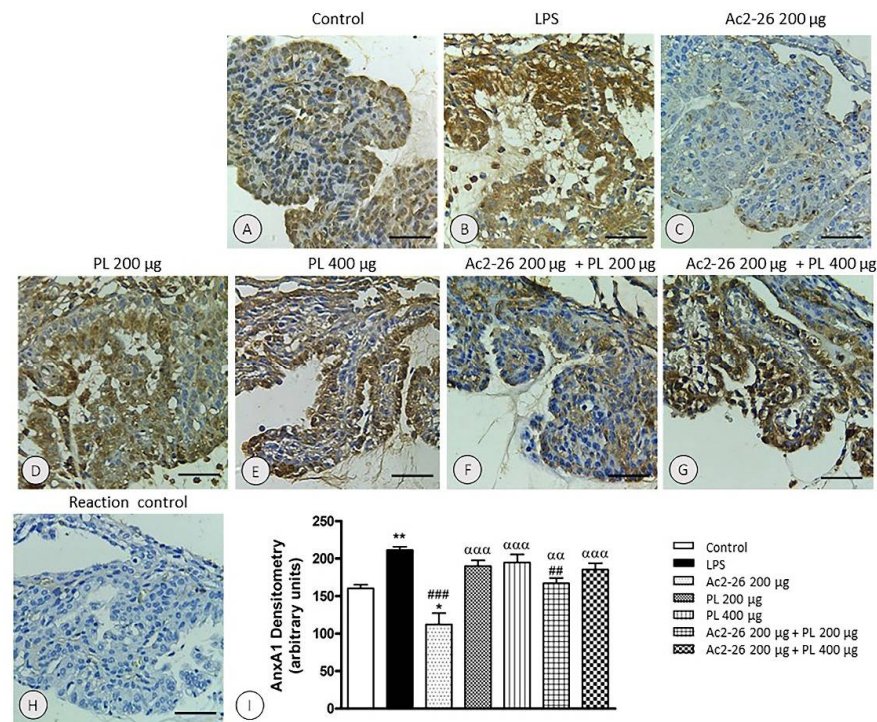 Control LPS Ac2-26 200 µg
A B C
PL 200 µg PL 400 µg Ac2-26 200 µg + PL 200 µg Ac2-26 200 µg + PL 400 µg
D E F G
Reaction control
H
I
AnxA1 Densitometry
(arbitrary units)
250
200
150
100
50
0
**
###
*
ααα
ααα
αα
##
ααα
Control
LPS
Ac2-26 200 µg
PL 200 µg
PL 400 µg
Ac2-26 200 µg + PL 200 µg
Ac2-26 200 µg + PL 400 µg